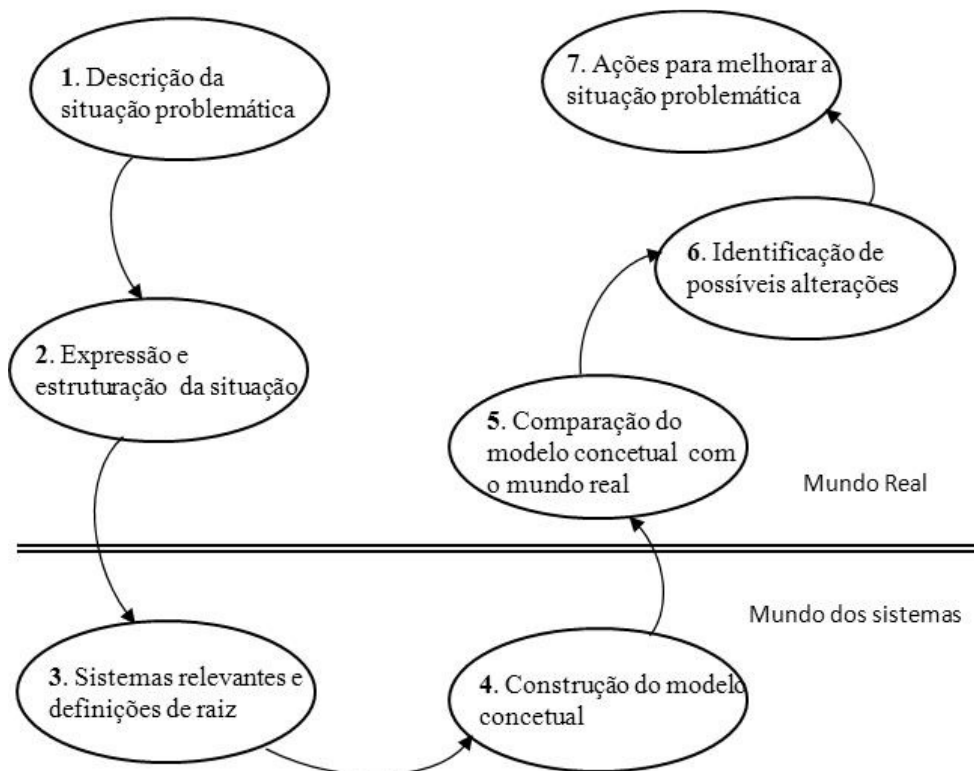 1. Descrição da
situação problemática
2. Expressão e
estruturação da situação
3. Sistemas relevantes e
definições de raiz
4. Construção do modelo
concetual
5. Comparação do
modelo concetual com
o mundo real
6. Identificação de
possíveis alterações
7. Ações para melhorar a
situação problemática
Mundo Real
Mundo dos sistemas